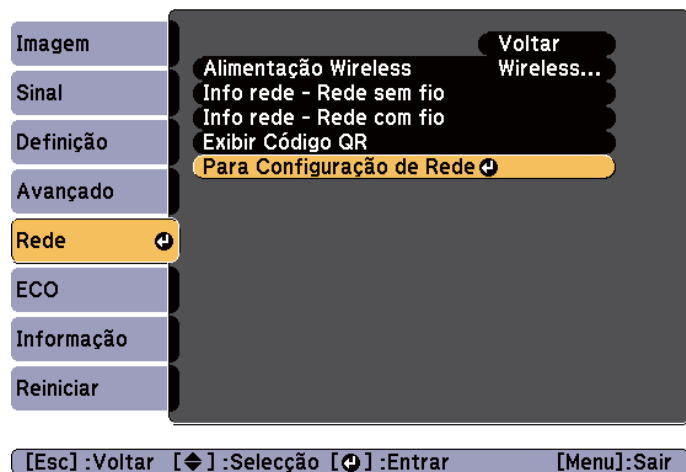 Imagem
Sinal
Definição
Avançado
Rede
ECO
Informação
Reiniciar
Voltar
Alimentação Wireless Wireless...
Info rede - Rede sem fio
Info rede - Rede com fio
Exibir Código QR
Para Configuração de Rede
[Esc] :Voltar [◆] :Selecção [↵] :Entrar [Menu]:Sair